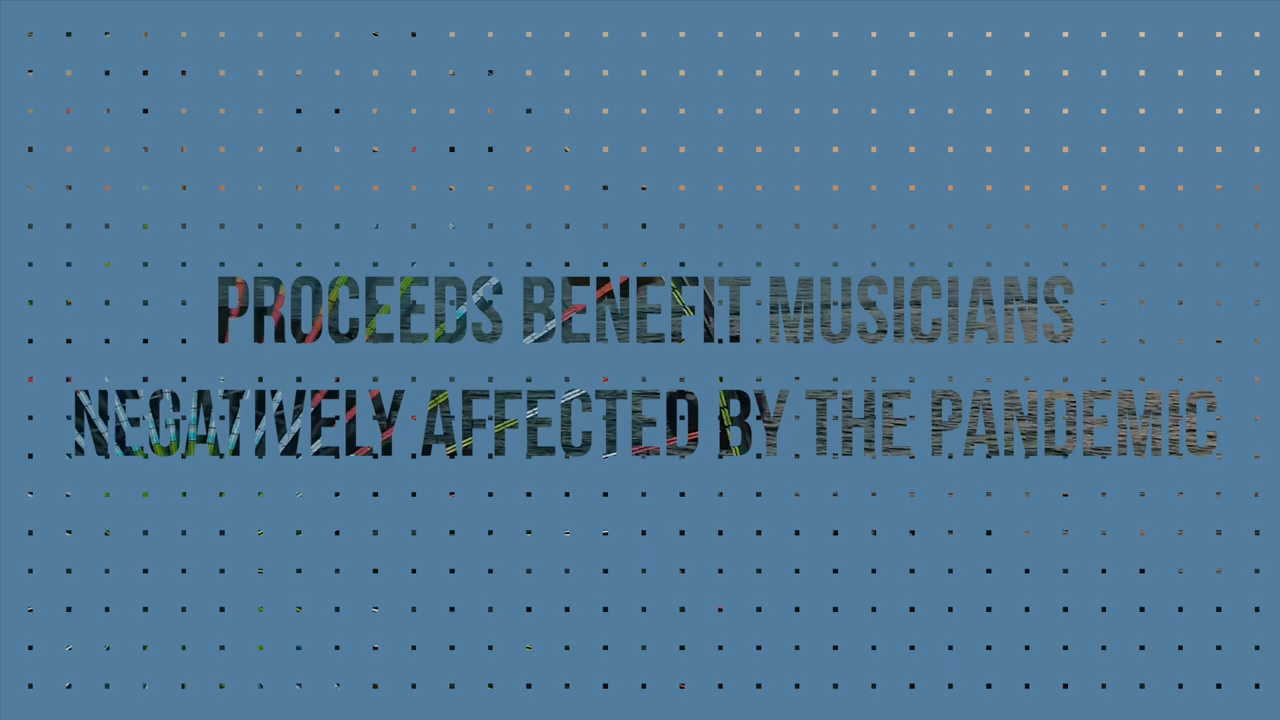 PROCEEDS BENEFIT MUSICIANS
NEGATIVELY AFFECTED BY THE PANDEMIC